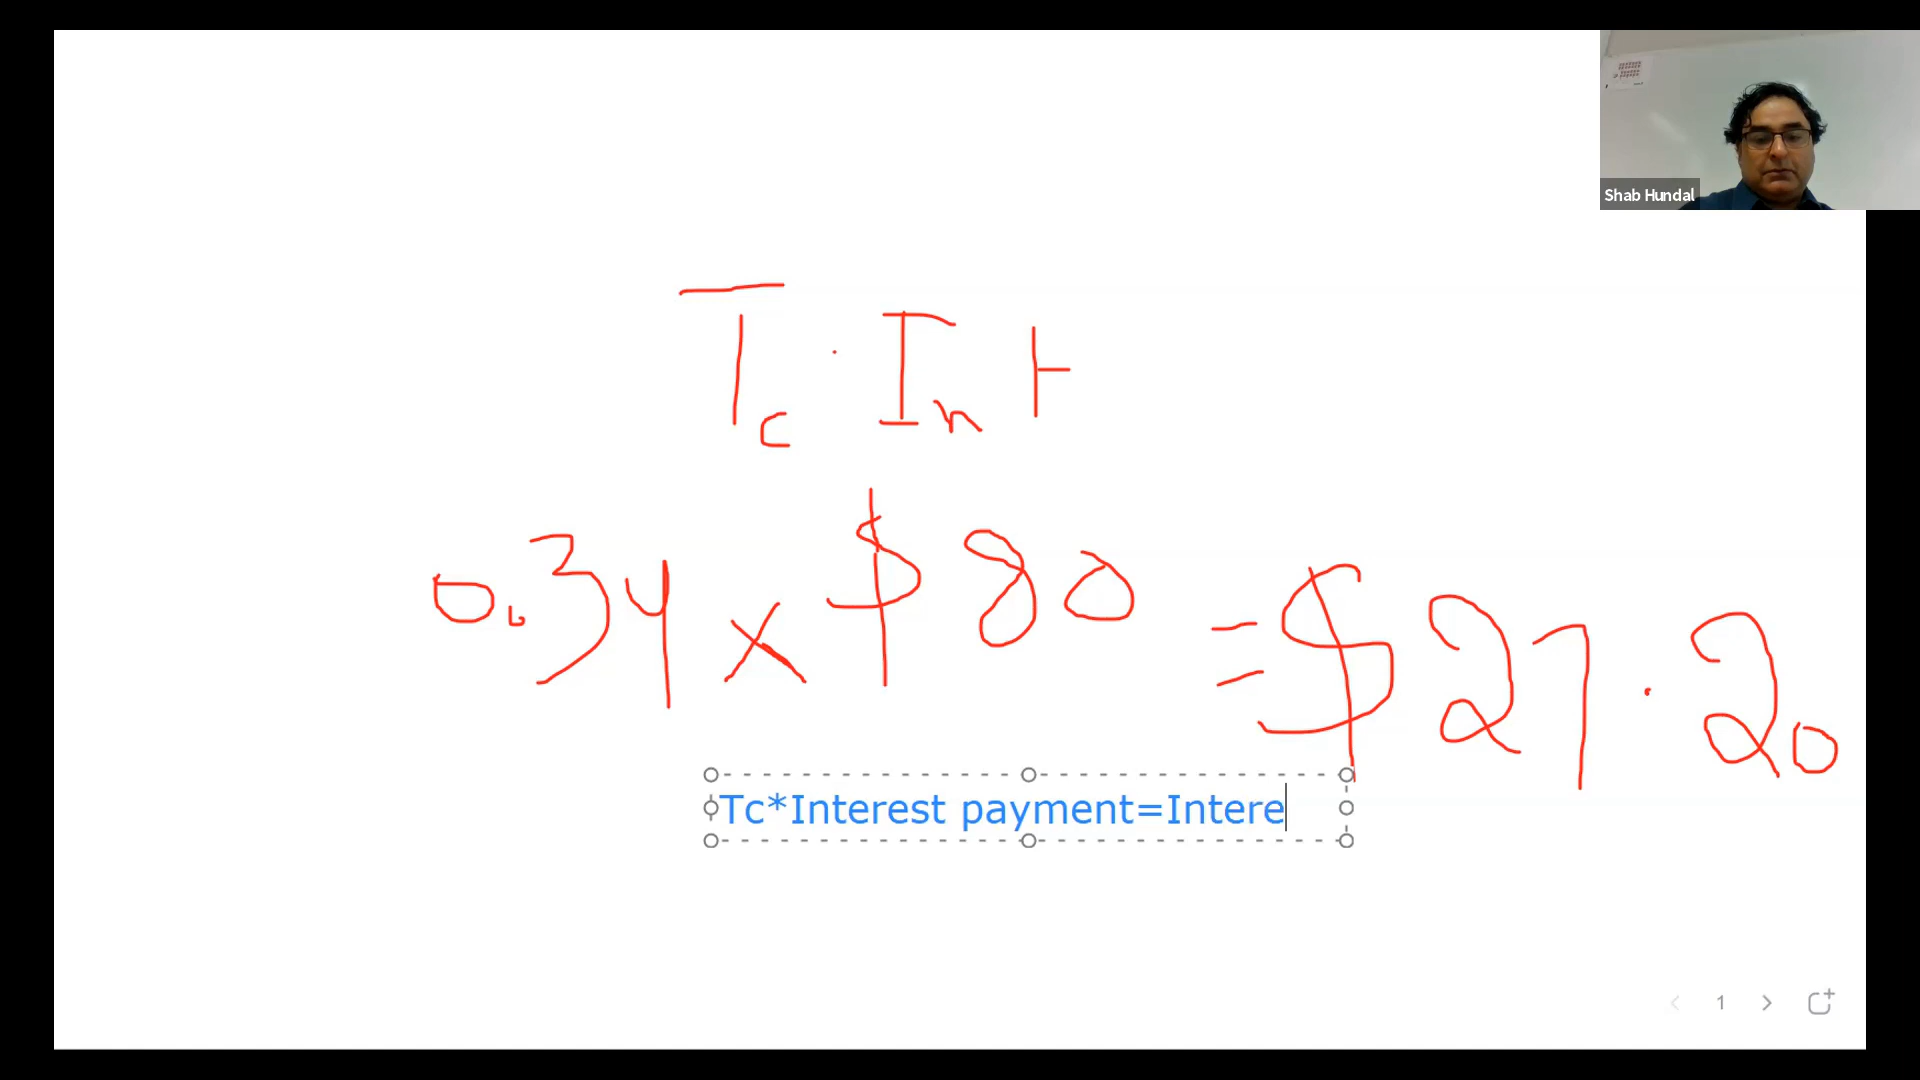 Shab Hundal
Tc · Int
0.34 x $80 = $27.20
Tc*Interest payment=Intere
1